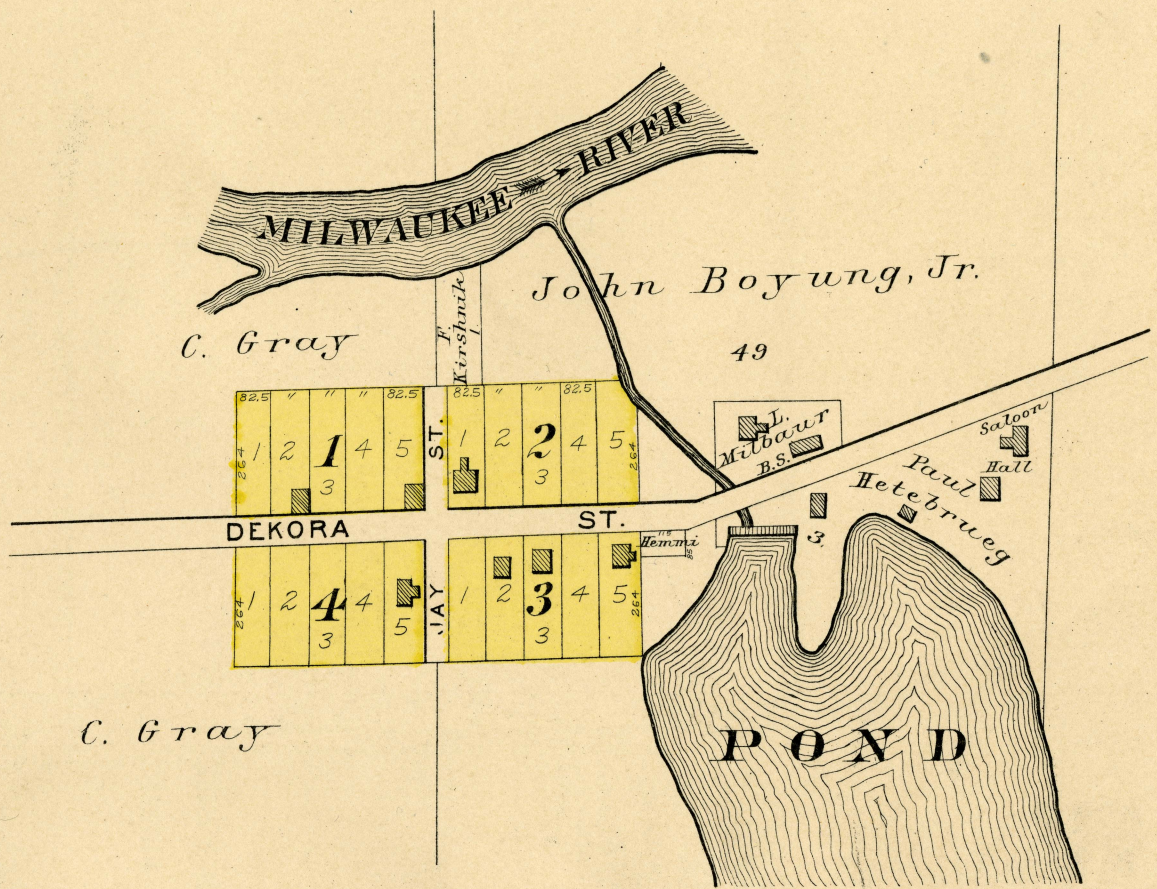 MILWAUKEE RIVER
John Boyung, Jr.
49
C. Gray
F. Kirshnik
1.
82.5 " " " 82.5
1 2 1 4 5
3
264
ST.
82.5 " " 82.5
1 2 2 4 5
3
264
L. Milbaur
B.S.
Saloon
Hall
Paul Hetebrueg
3.
DEKORA ST.
115
Hemmi
85
264
1 2 4 4 5
3
JAY
1 2 3 4 5
3
264
C. Gray
POND